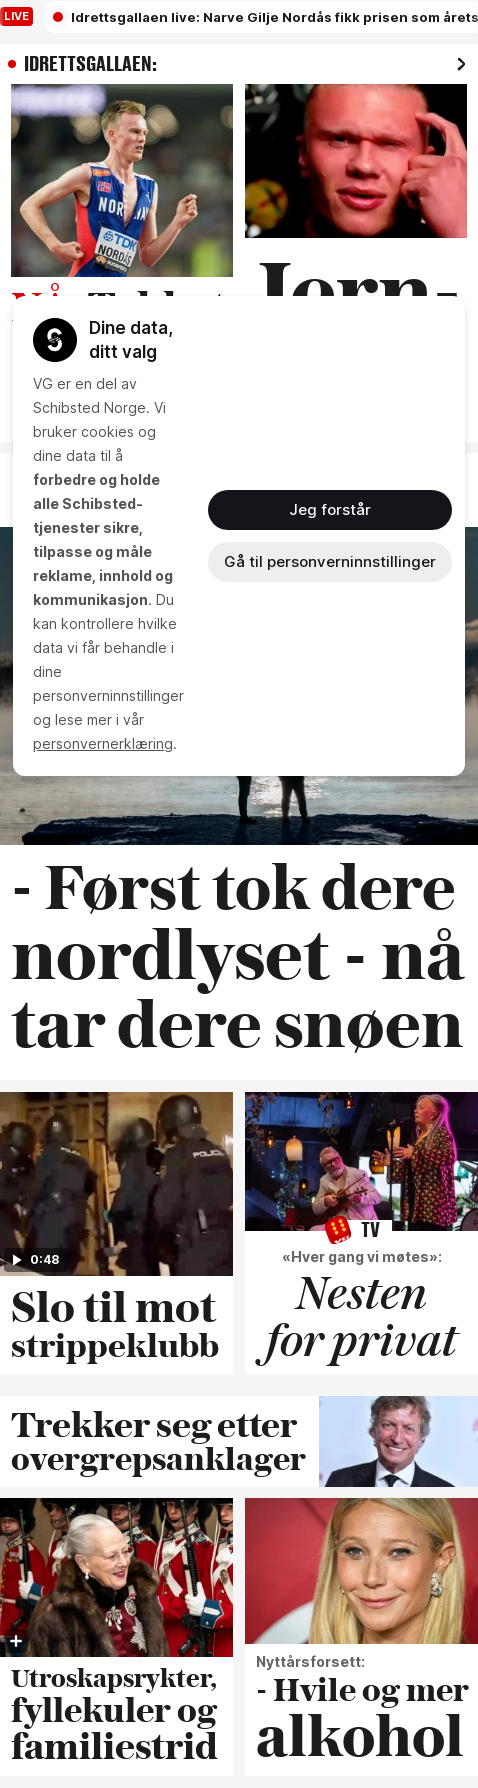 LIVE
Idrettsgallaen live: Narve Gilje Nordås fikk prisen som årets
IDRETTSGALLAEN:
NOR
TDK
NORDÅS
Jern-
Dine data,
ditt valg
VG er en del av
Schibsted Norge. Vi
bruker cookies og
dine data til å
forbedre og holde
alle Schibsted-
tjenester sikre,
tilpasse og måle
reklame, innhold og
kommunikasjon. Du
kan kontrollere hvilke
data vi får behandle i
dine
personverninnstillinger
og lese mer i vår
personvernerklæring.
Jeg forstår
Gå til personverninnstillinger
- Først tok dere
nordlyset - nå
tar dere snøen
POLICIA
0:48
Slo til mot
strippeklubb
TV
«Hver gang vi møtes»:
Nesten
for privat
Trekker seg etter
overgrepsanklager
Utroskapsrykter,
fyllekuler og
familiestrid
Nyttårsforsett:
- Hvile og mer
alkohol